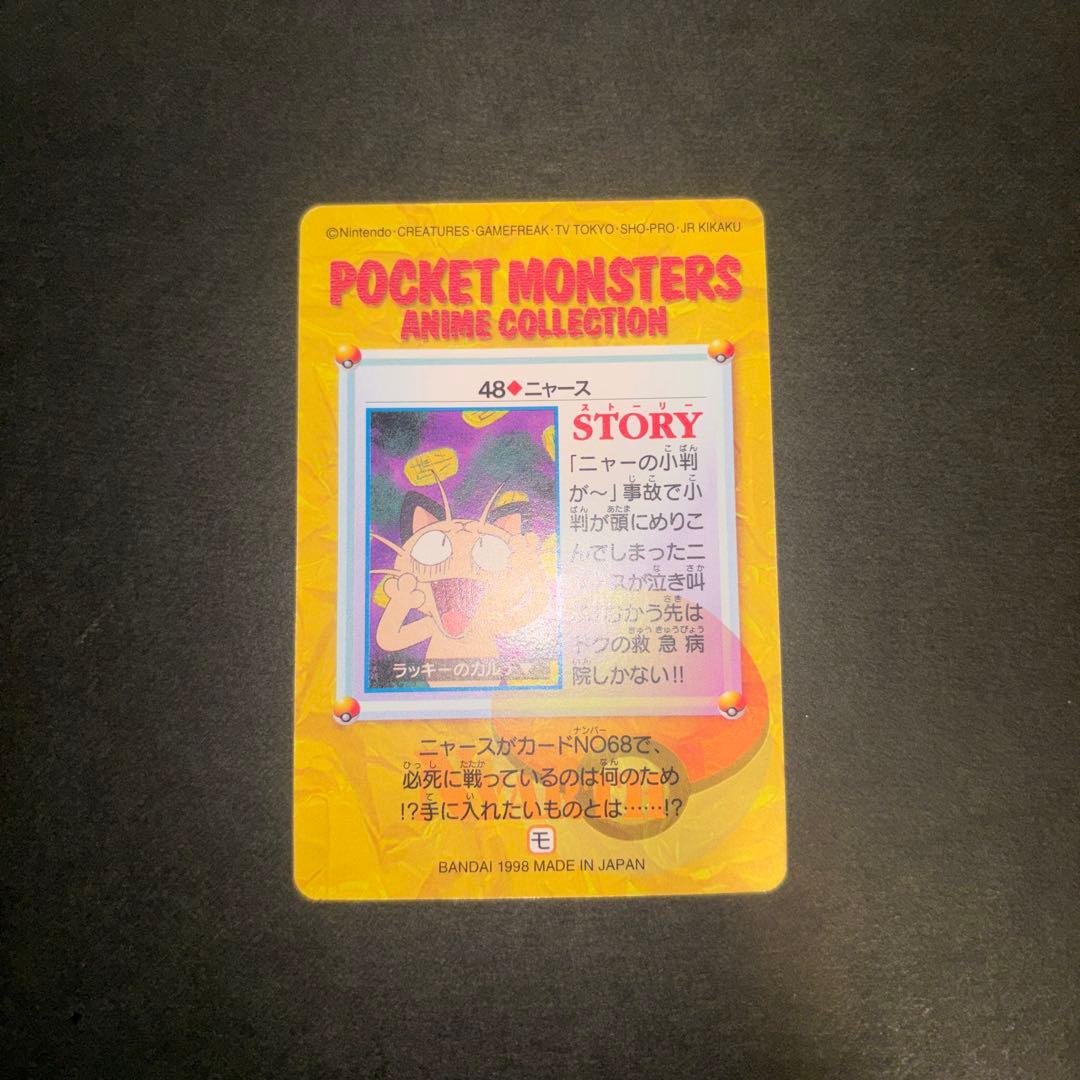 ©Nintendo・CREATURES・GAMEFREAK・TV TOKYO・SHO-PRO・JR KIKAKU
POCKET MONSTERS
ANIME COLLECTION
48◆ニャース
ストーリー
STORY
こばん
「ニャーの小判
じこ こ
が〜」事故で小
ばん あたま
判が頭にめりこ
んでしまったニ
な さか
スが泣き叫
さき
かう先は
きゅう きゅうびょう
の救急病
いん
院しかない!!
ラッキーのカルテ
ナンバー
ニャースがカードNO68で、
ひっし たたか なん
必死に戦っているのは何のため
て い
!?手に入れたいものとは……!?
モ
BANDAI 1998 MADE IN JAPAN